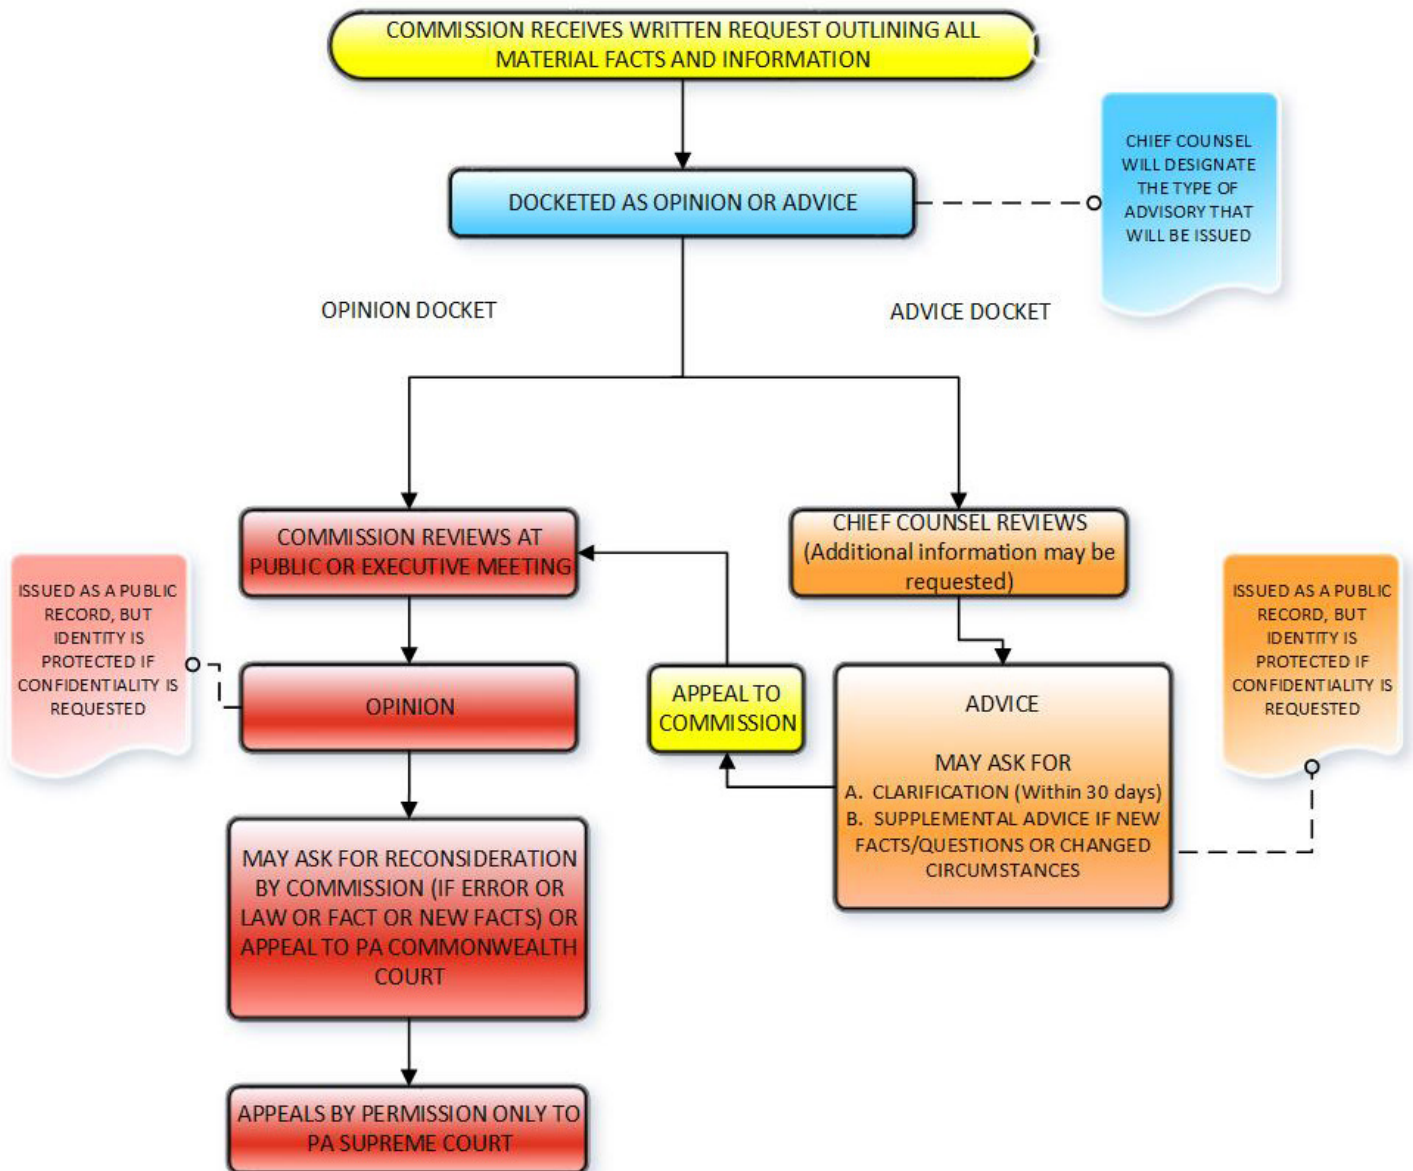 COMMISSION RECEIVES WRITTEN REQUEST OUTLINING ALL
MATERIAL FACTS AND INFORMATION
CHIEF COUNSEL
WILL DESIGNATE
THE TYPE OF
ADVISORY THAT
WILL BE ISSUED
DOCKETED AS OPINION OR ADVICE
OPINION DOCKET
ADVICE DOCKET
COMMISSION REVIEWS AT
PUBLIC OR EXECUTIVE MEETING
CHIEF COUNSEL REVIEWS
(Additional information may be
requested)
ISSUED AS A PUBLIC
RECORD, BUT
IDENTITY IS
PROTECTED IF
CONFIDENTIALITY IS
REQUESTED
OPINION
APPEAL TO
COMMISSION
ADVICE
MAY ASK FOR
A. CLARIFICATION (Within 30 days)
B. SUPPLEMENTAL ADVICE IF NEW
FACTS/QUESTIONS OR CHANGED
CIRCUMSTANCES
ISSUED AS A PUBLIC
RECORD, BUT
IDENTITY IS
PROTECTED IF
CONFIDENTIALITY IS
REQUESTED
MAY ASK FOR RECONSIDERATION
BY COMMISSION (IF ERROR OR
LAW OR FACT OR NEW FACTS) OR
APPEAL TO PA COMMONWEALTH
COURT
APPEALS BY PERMISSION ONLY TO
PA SUPREME COURT